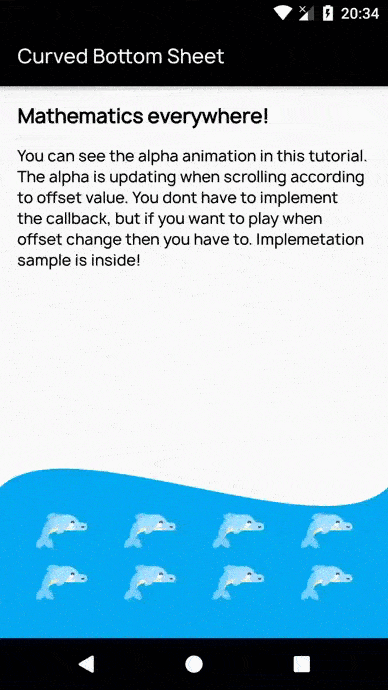 20:34
Curved Bottom Sheet
Mathematics everywhere!
You can see the alpha animation in this tutorial.
The alpha is updating when scrolling according
to offset value. You dont have to implement
the callback, but if you want to play when
offset change then you have to. Implemetation
sample is inside!